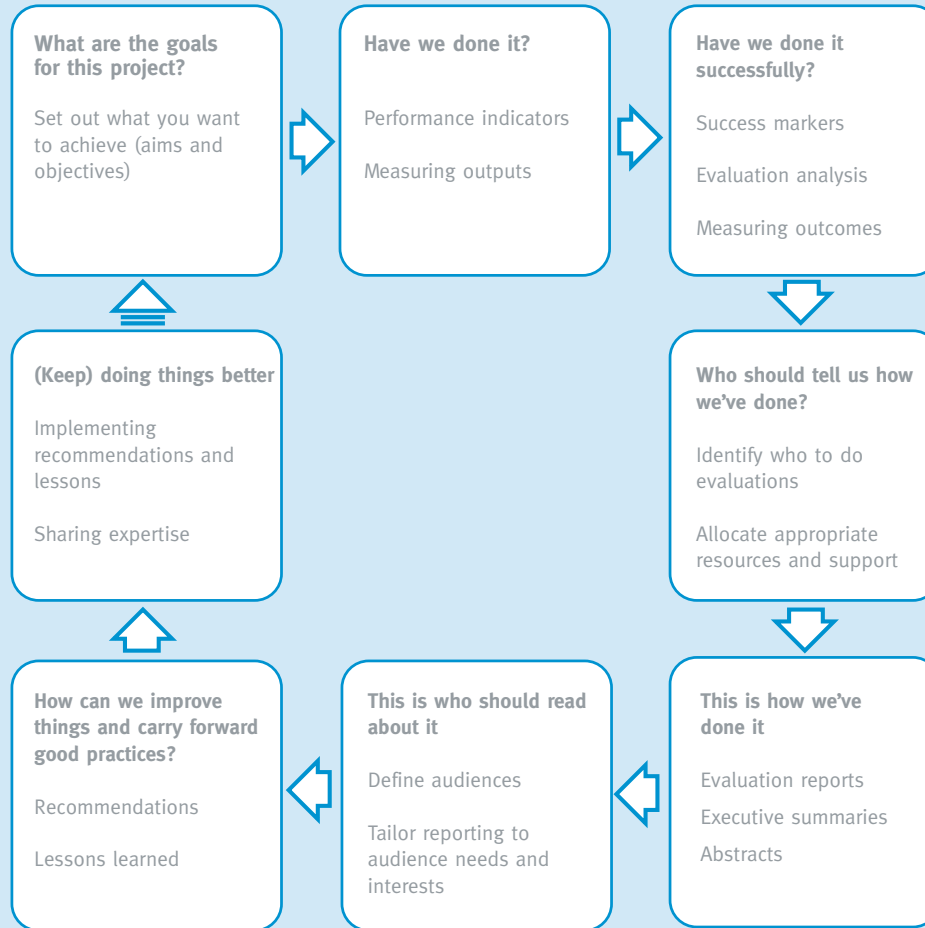 What are the goals
for this project?
Set out what you want
to achieve (aims and
objectives)
Have we done it?
Performance indicators
Measuring outputs
Have we done it
successfully?
Success markers
Evaluation analysis
Measuring outcomes
(Keep) doing things better
Implementing
recommendations and
lessons
Sharing expertise
Who should tell us how
we've done?
Identify who to do
evaluations
Allocate appropriate
resources and support
How can we improve
things and carry forward
good practices?
Recommendations
Lessons learned
This is who should read
about it
Define audiences
Tailor reporting to
audience needs and
interests
This is how we've
done it
Evaluation reports
Executive summaries
Abstracts